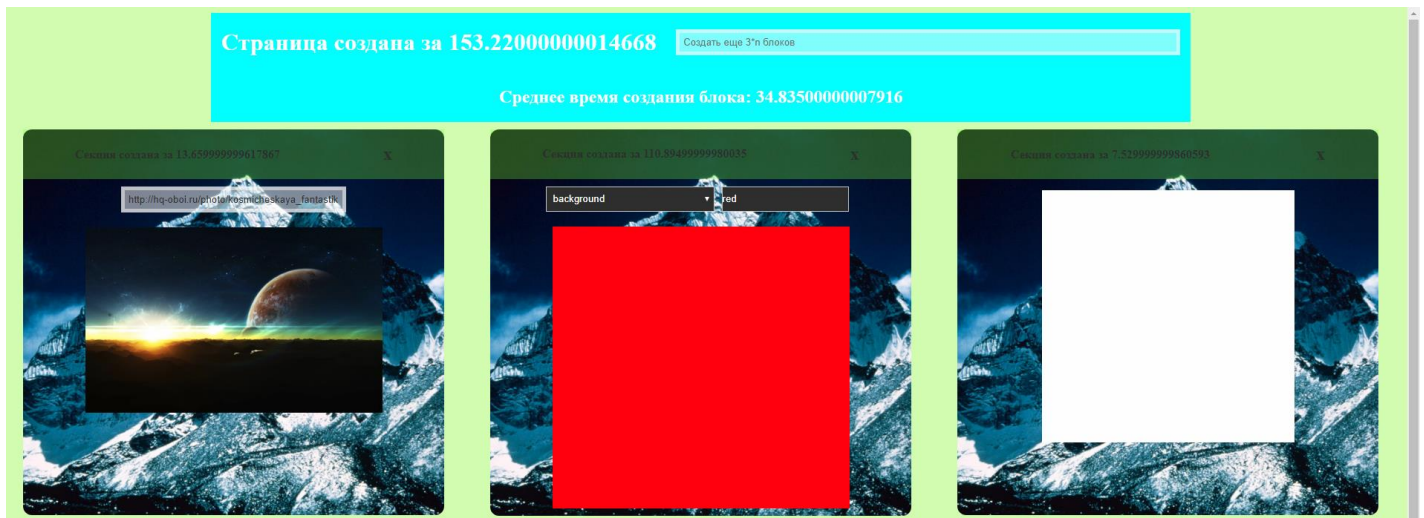 Страница создана за 153.22000000014668
Создать еще 3*n блоков
Среднее время создания блока: 34.83500000007916
Секция создана за 13.659999999617867 X
Секция создана за 110.89499999980035 X
Секция создана за 7.529999999860593 X
http://hq-oboi.ru/photo/kosmicheskaya_fantastik
background red